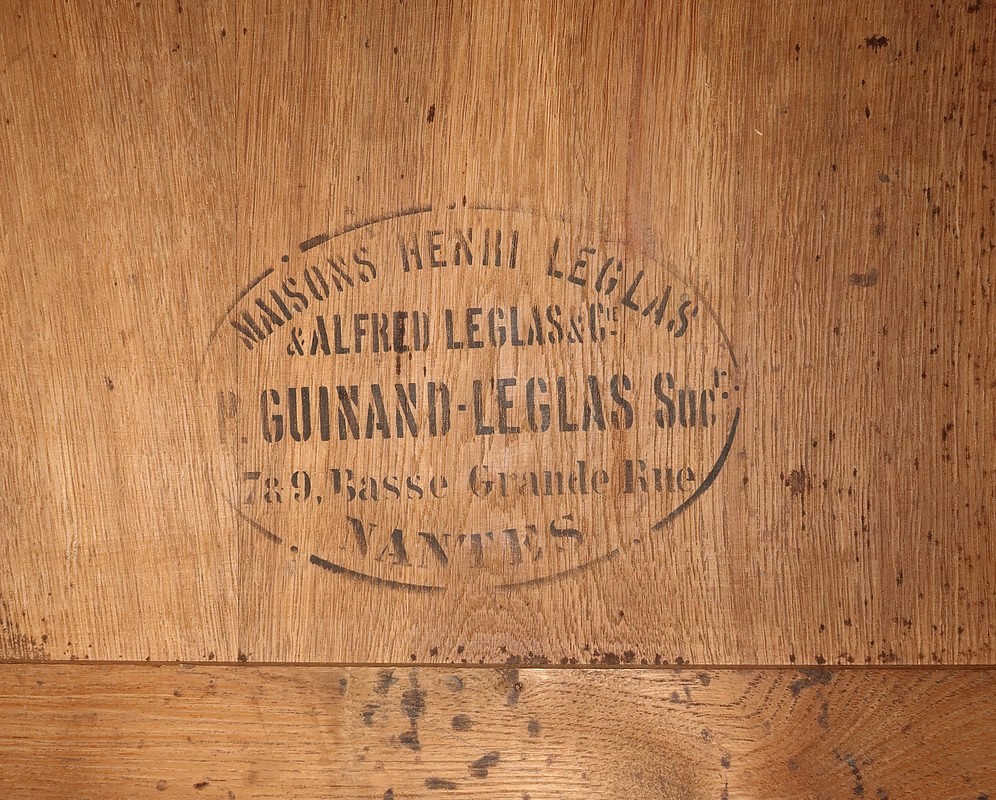 MAISONS HENRI LEGLAS
& ALFRED LEGLAS & Cie
GUINAND-LEGLAS Sucr
7 & 9, Basse Grande Rue
NANTES